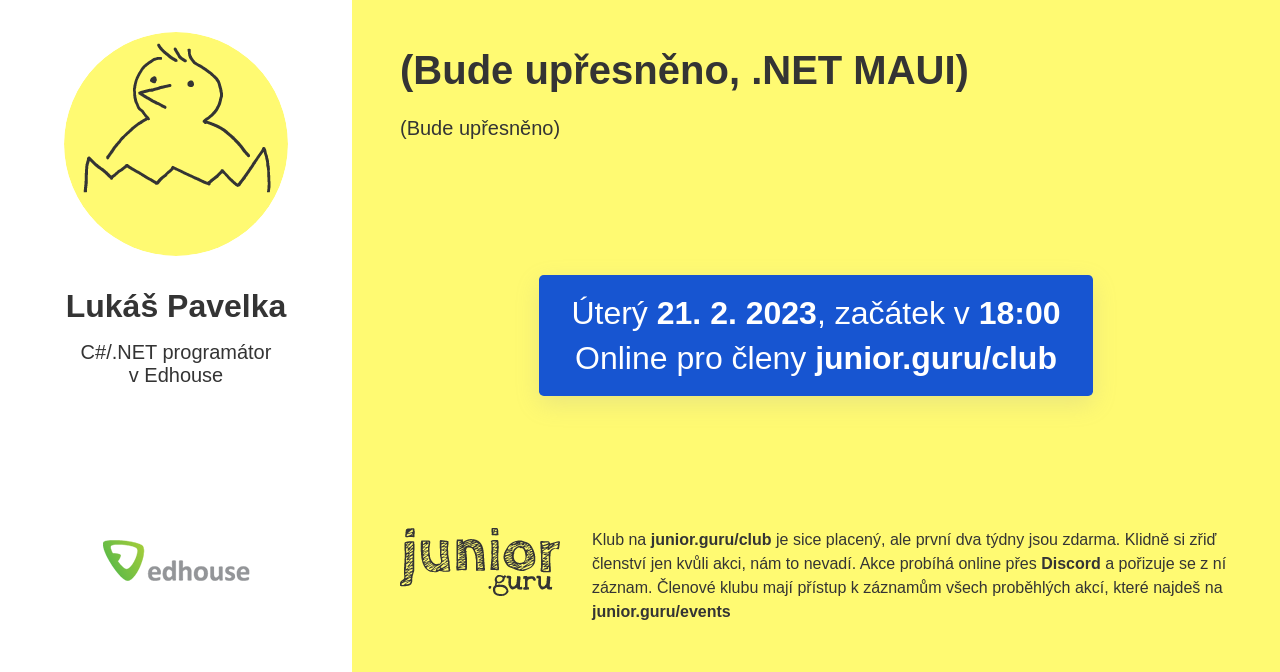 Lukáš Pavelka
C#/.NET programátor
v Edhouse
edhouse
(Bude upřesněno, .NET MAUI)
(Bude upřesněno)
Úterý 21. 2. 2023, začátek v 18:00
Online pro členy junior.guru/club
junior
.guru
Klub na junior.guru/club je sice placený, ale první dva týdny jsou zdarma. Klidně si zřiď
členství jen kvůli akci, nám to nevadí. Akce probíhá online přes Discord a pořizuje se z ní
záznam. Členové klubu mají přístup k záznamům všech proběhlých akcí, které najdeš na
junior.guru/events